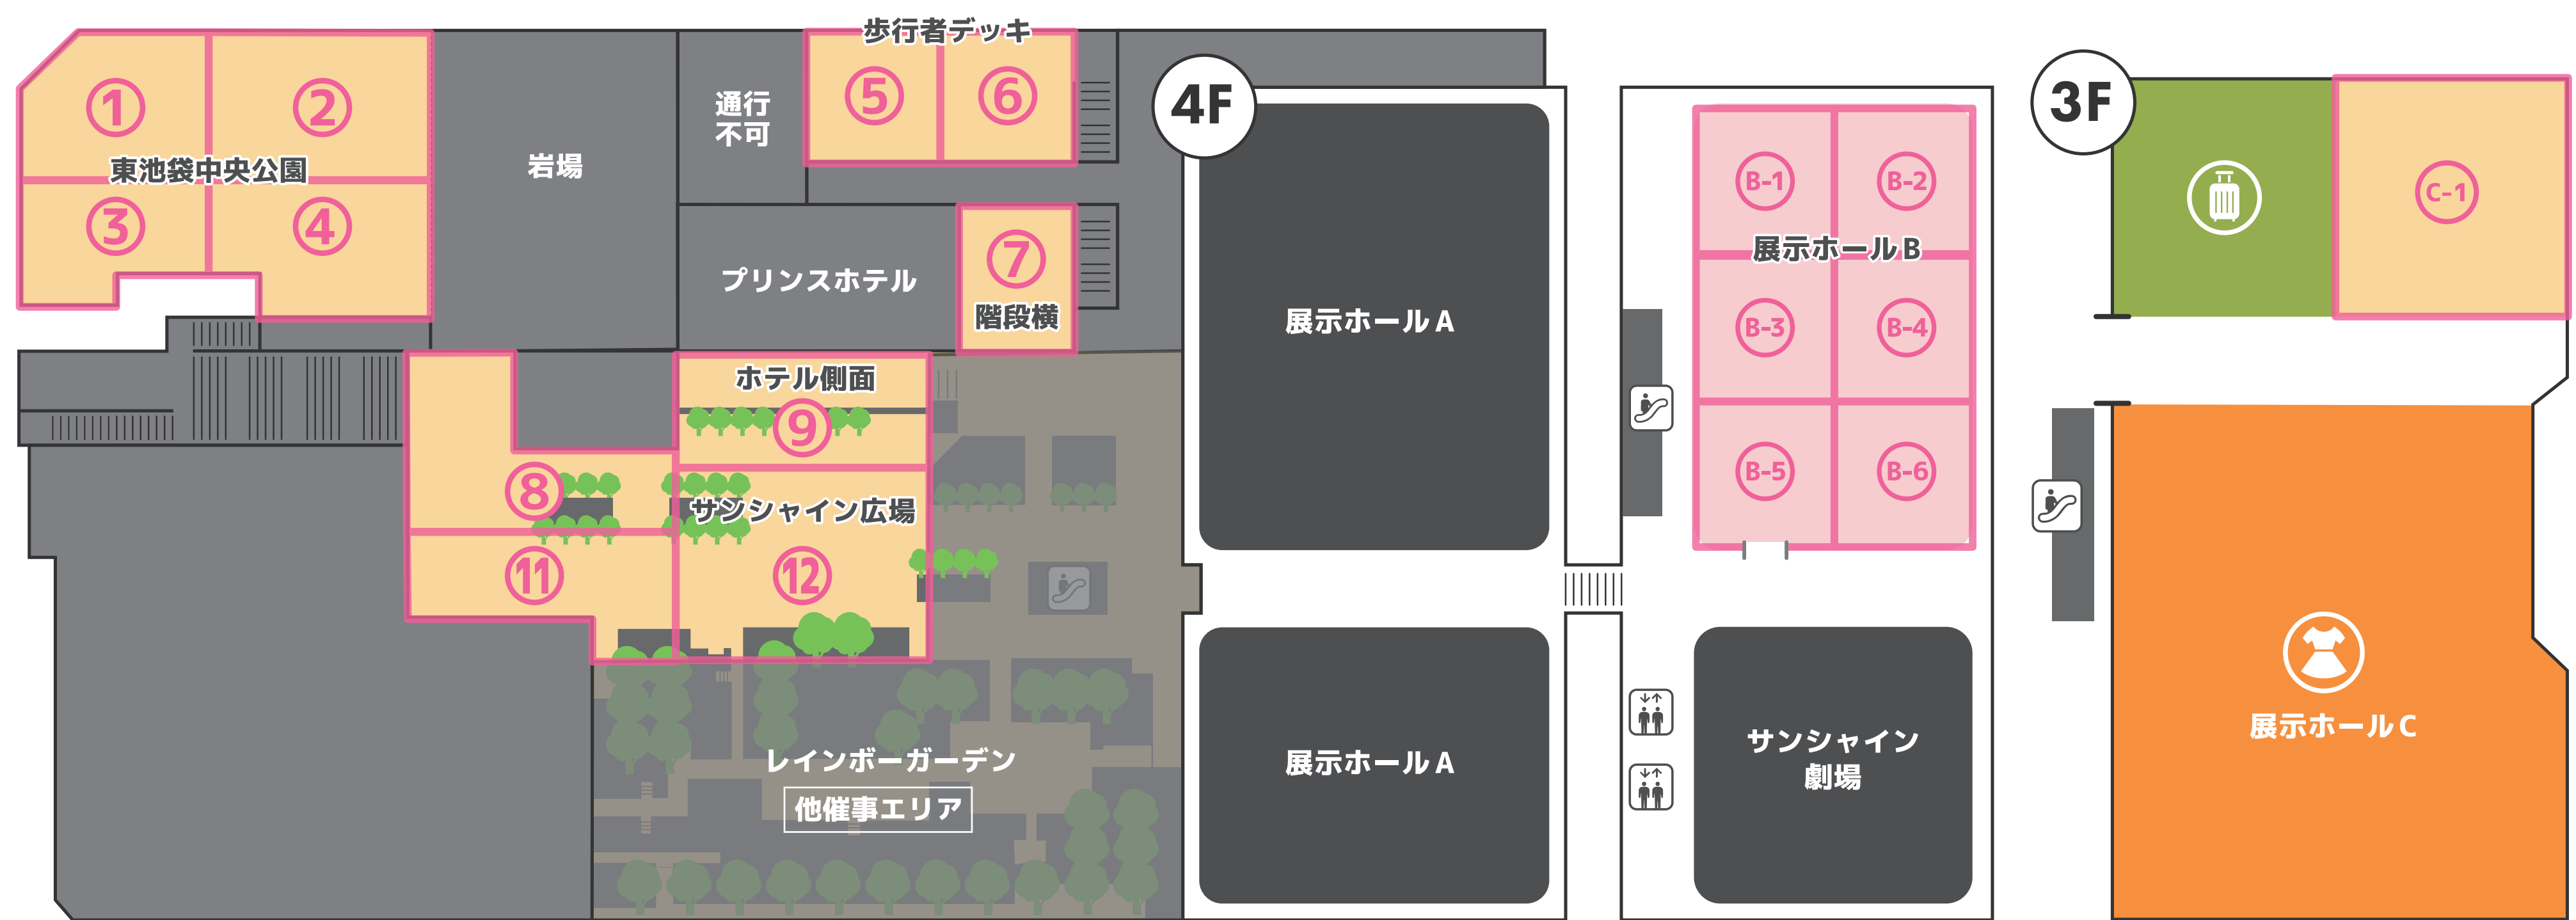 ①
②
東池袋中央公園
③
④
岩場
通行
不可
歩行者デッキ
⑤
⑥
プリンスホテル
⑦
階段横
ホテル側面
⑨
⑧
サンシャイン広場
⑪
⑫
レインボーガーデン
他催事エリア
4F
展示ホールA
展示ホールA
B-1
B-2
展示ホールB
B-3
B-4
B-5
B-6
サンシャイン
劇場
3F
C-1
展示ホールC